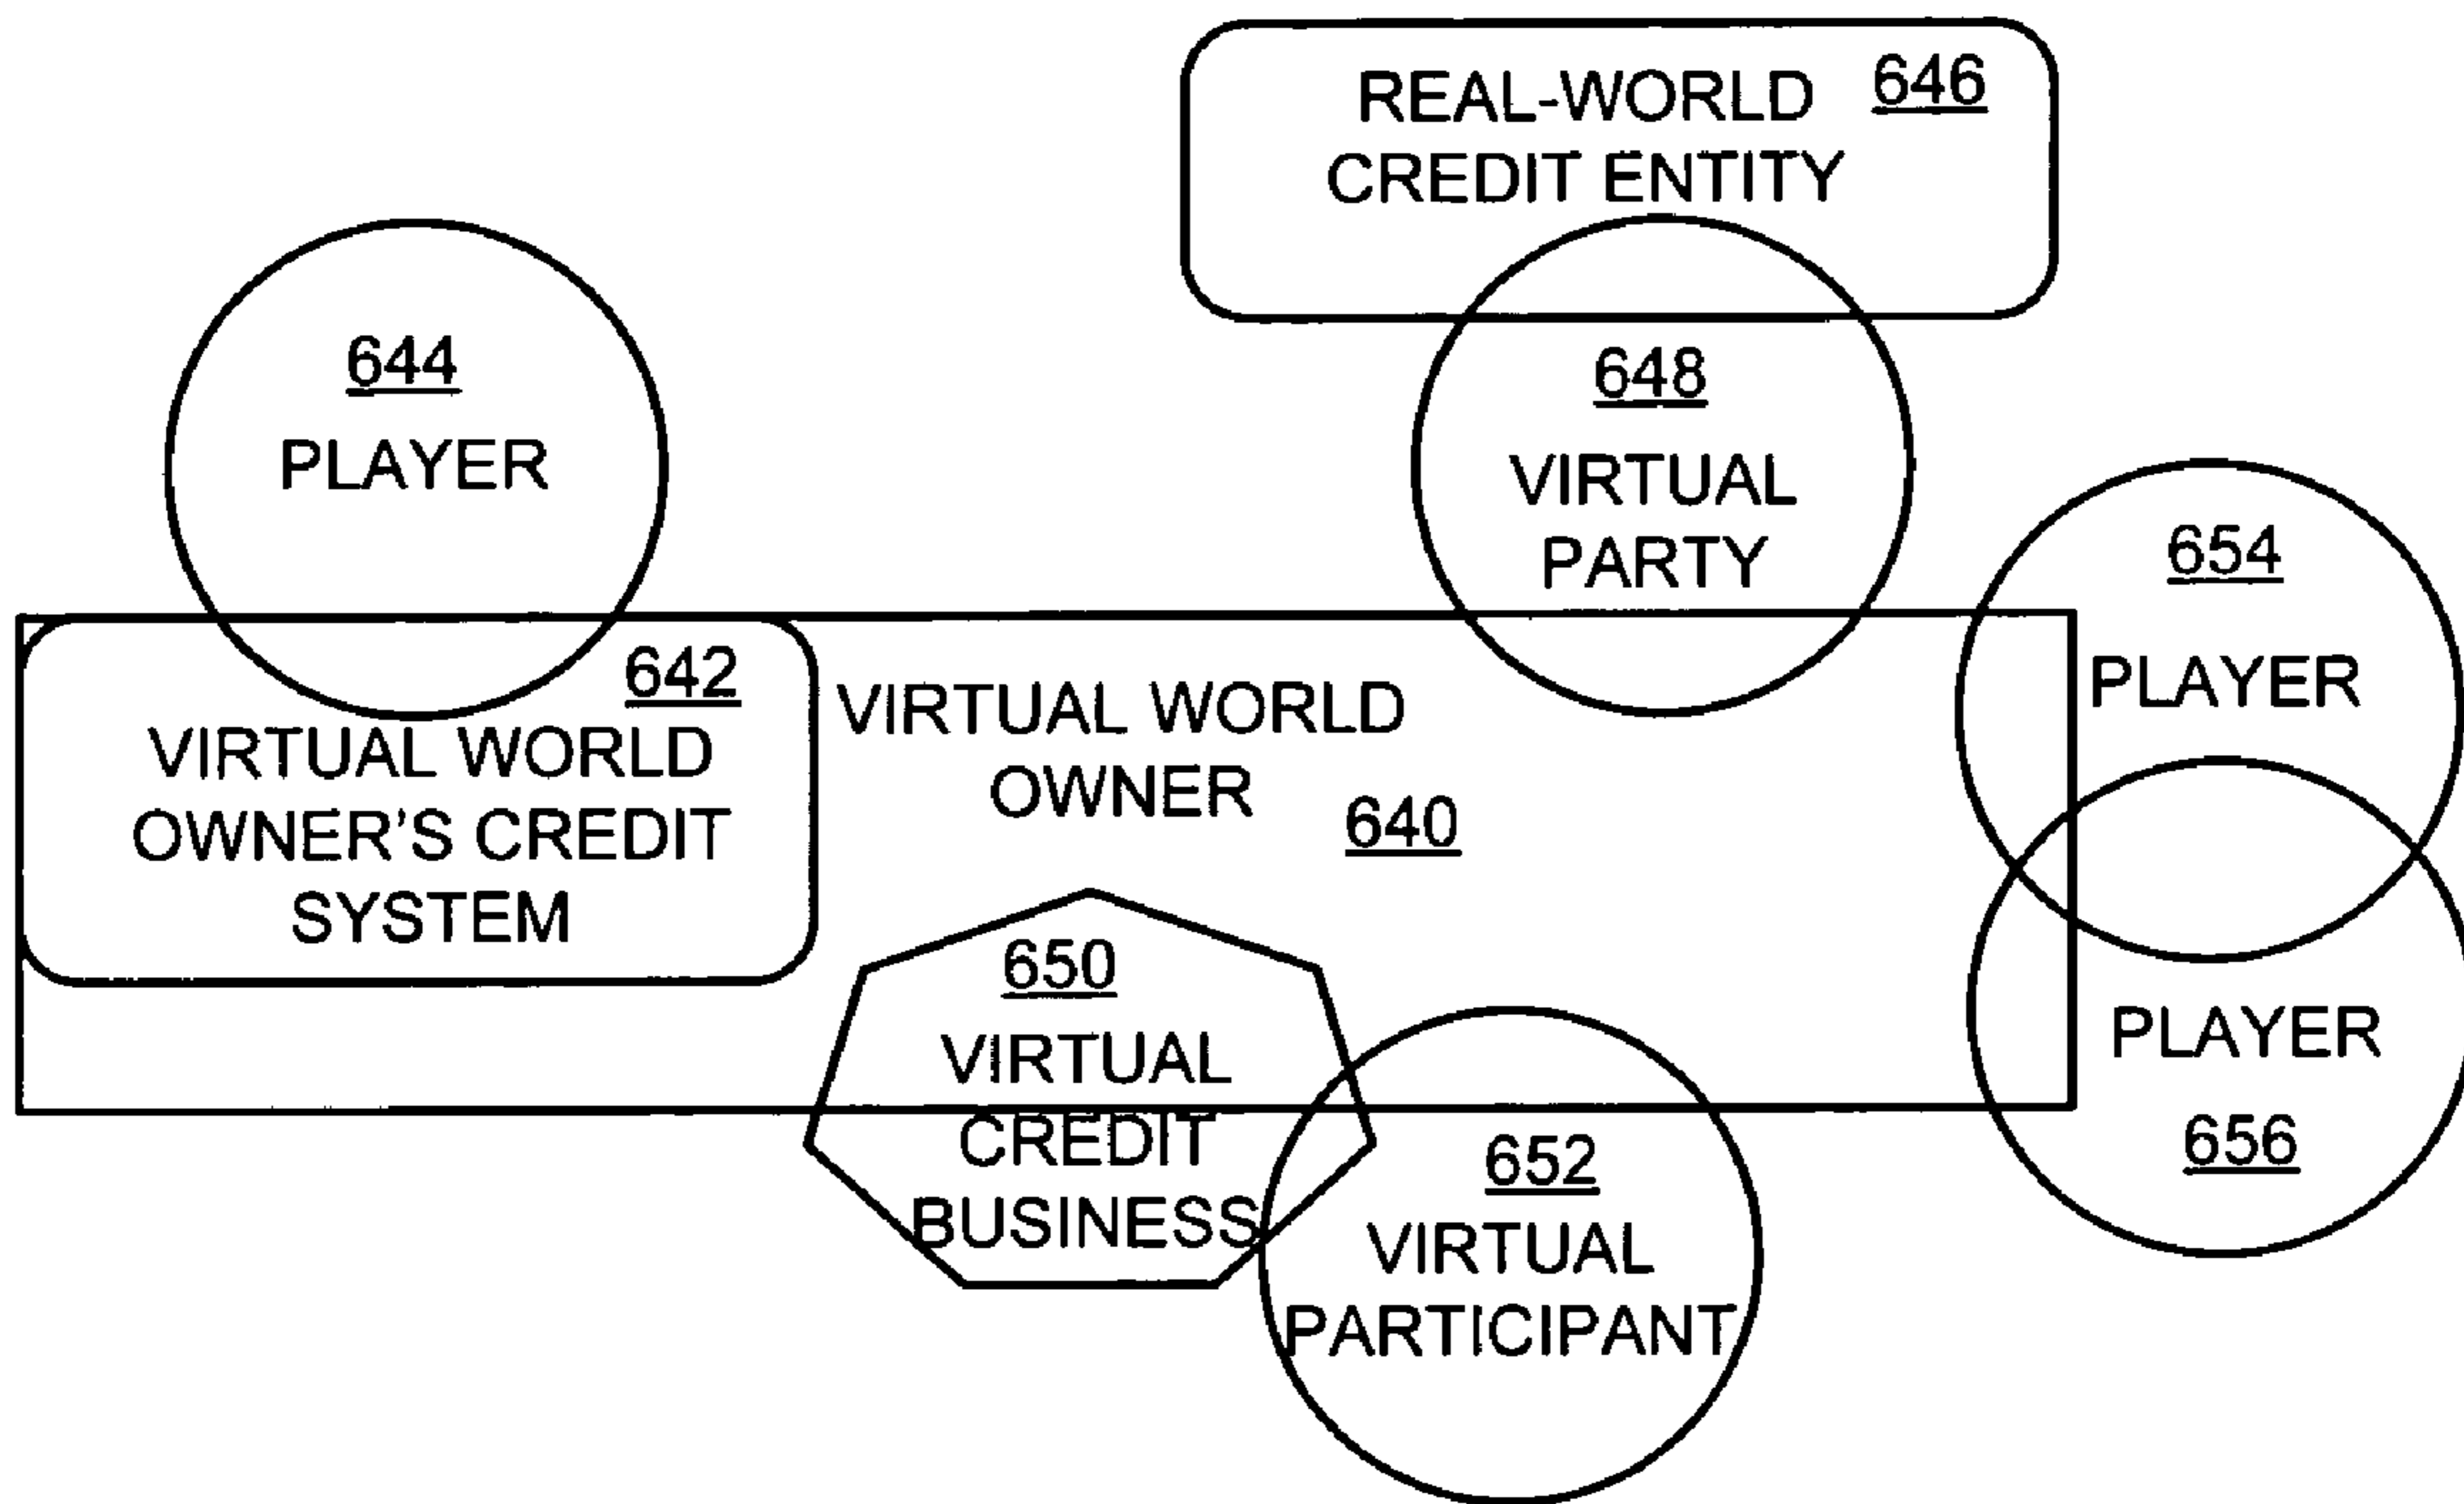 646
REAL-WORLD
CREDIT ENTITY
644
PLAYER
648
VIRTUAL
PARTY
654
PLAYER
642
VIRTUAL WORLD
OWNER'S CREDIT
SYSTEM
VIRTUAL WORLD
OWNER
640
650
VIRTUAL
CREDIT
BUSINESS
652
VIRTUAL
PARTICIPANT
PLAYER
656